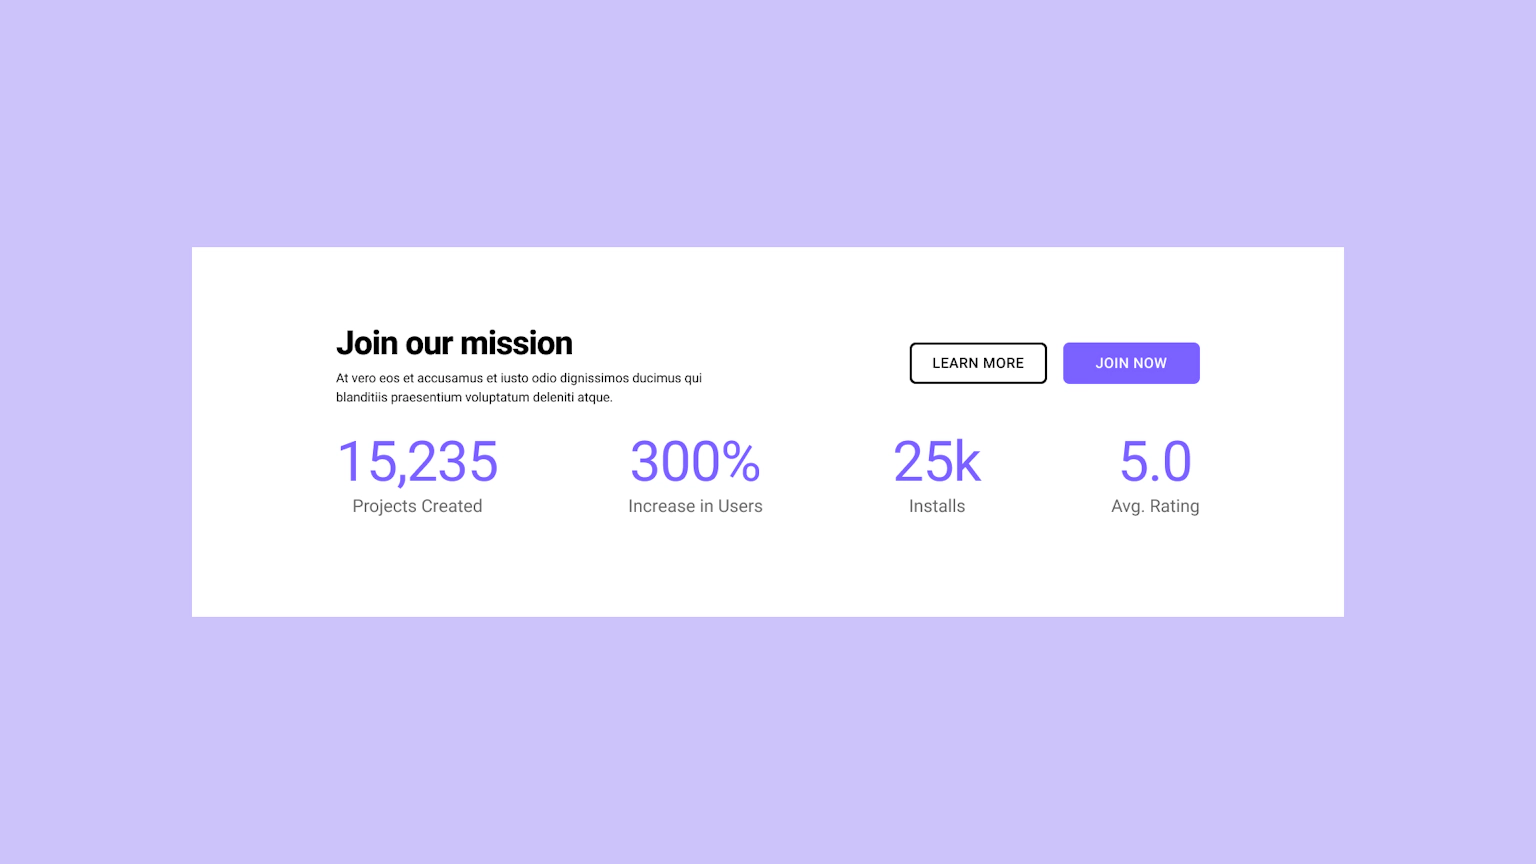 Join our mission
At vero eos et accusamus et iusto odio dignissimos ducimus qui
blanditiis praesentium voluptatum deleniti atque.
LEARN MORE
JOIN NOW
15,235
Projects Created
300%
Increase in Users
25k
Installs
5.0
Avg. Rating